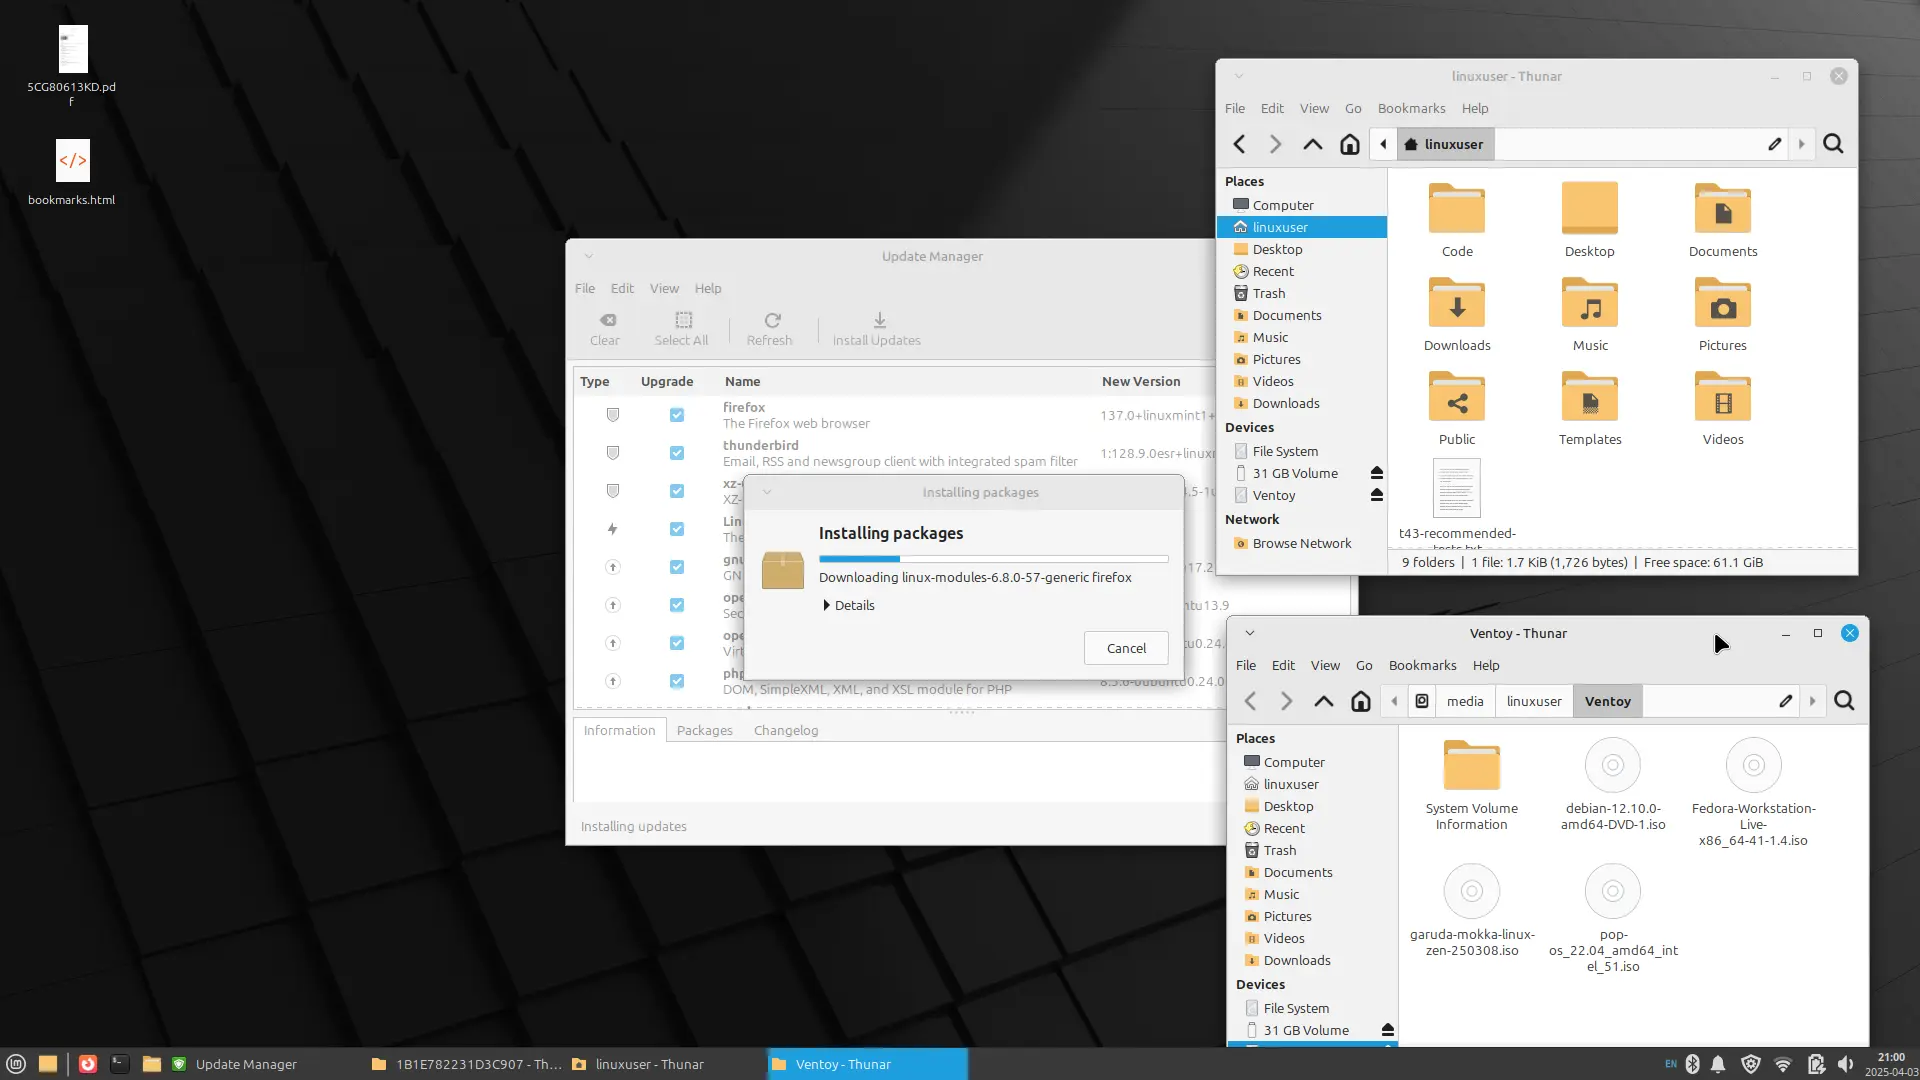 5CG80613KD.pd
f
bookmarks.html
Update Manager
File Edit View Help
Clear
Select All
Refresh
Install Updates
Type Upgrade Name New Version
firefox
The Firefox web browser
137.0+linuxmint1+
thunderbird
Email, RSS and newsgroup client with integrated spam filter
1:128.9.0esr+linux
xz-
XZ-
Lin
The
gnu
GN
17.2
ope
Sec
ntu13.9
ope
Virt
u0.24.
php
DOM, SimpleXML, XML, and XSL module for PHP
Installing packages
Installing packages
Downloading linux-modules-6.8.0-57-generic firefox
Details
Cancel
Information Packages Changelog
Installing updates
linuxuser - Thunar
File Edit View Go Bookmarks Help
linuxuser
Places
Computer
linuxuser
Desktop
Recent
Trash
Documents
Music
Pictures
Videos
Downloads
Devices
File System
31 GB Volume
Ventoy
Network
Browse Network
Code
Desktop
Documents
Downloads
Music
Pictures
Public
Templates
Videos
t43-recommended-
9 folders | 1 file: 1.7 KiB (1,726 bytes) | Free space: 61.1 GiB
Ventoy - Thunar
File Edit View Go Bookmarks Help
media linuxuser Ventoy
Places
Computer
linuxuser
Desktop
Recent
Trash
Documents
Music
Pictures
Videos
Downloads
Devices
File System
31 GB Volume
System Volume
Information
debian-12.10.0-
amd64-DVD-1.iso
Fedora-Workstation-
Live-
x86_64-41-1.4.iso
garuda-mokka-linux-
zen-250308.iso
pop-
os_22.04_amd64_int
el_51.iso
Update Manager
1B1E782231D3C907 - Th...
linuxuser - Thunar
Ventoy - Thunar
EN
21:00
2025-04-03